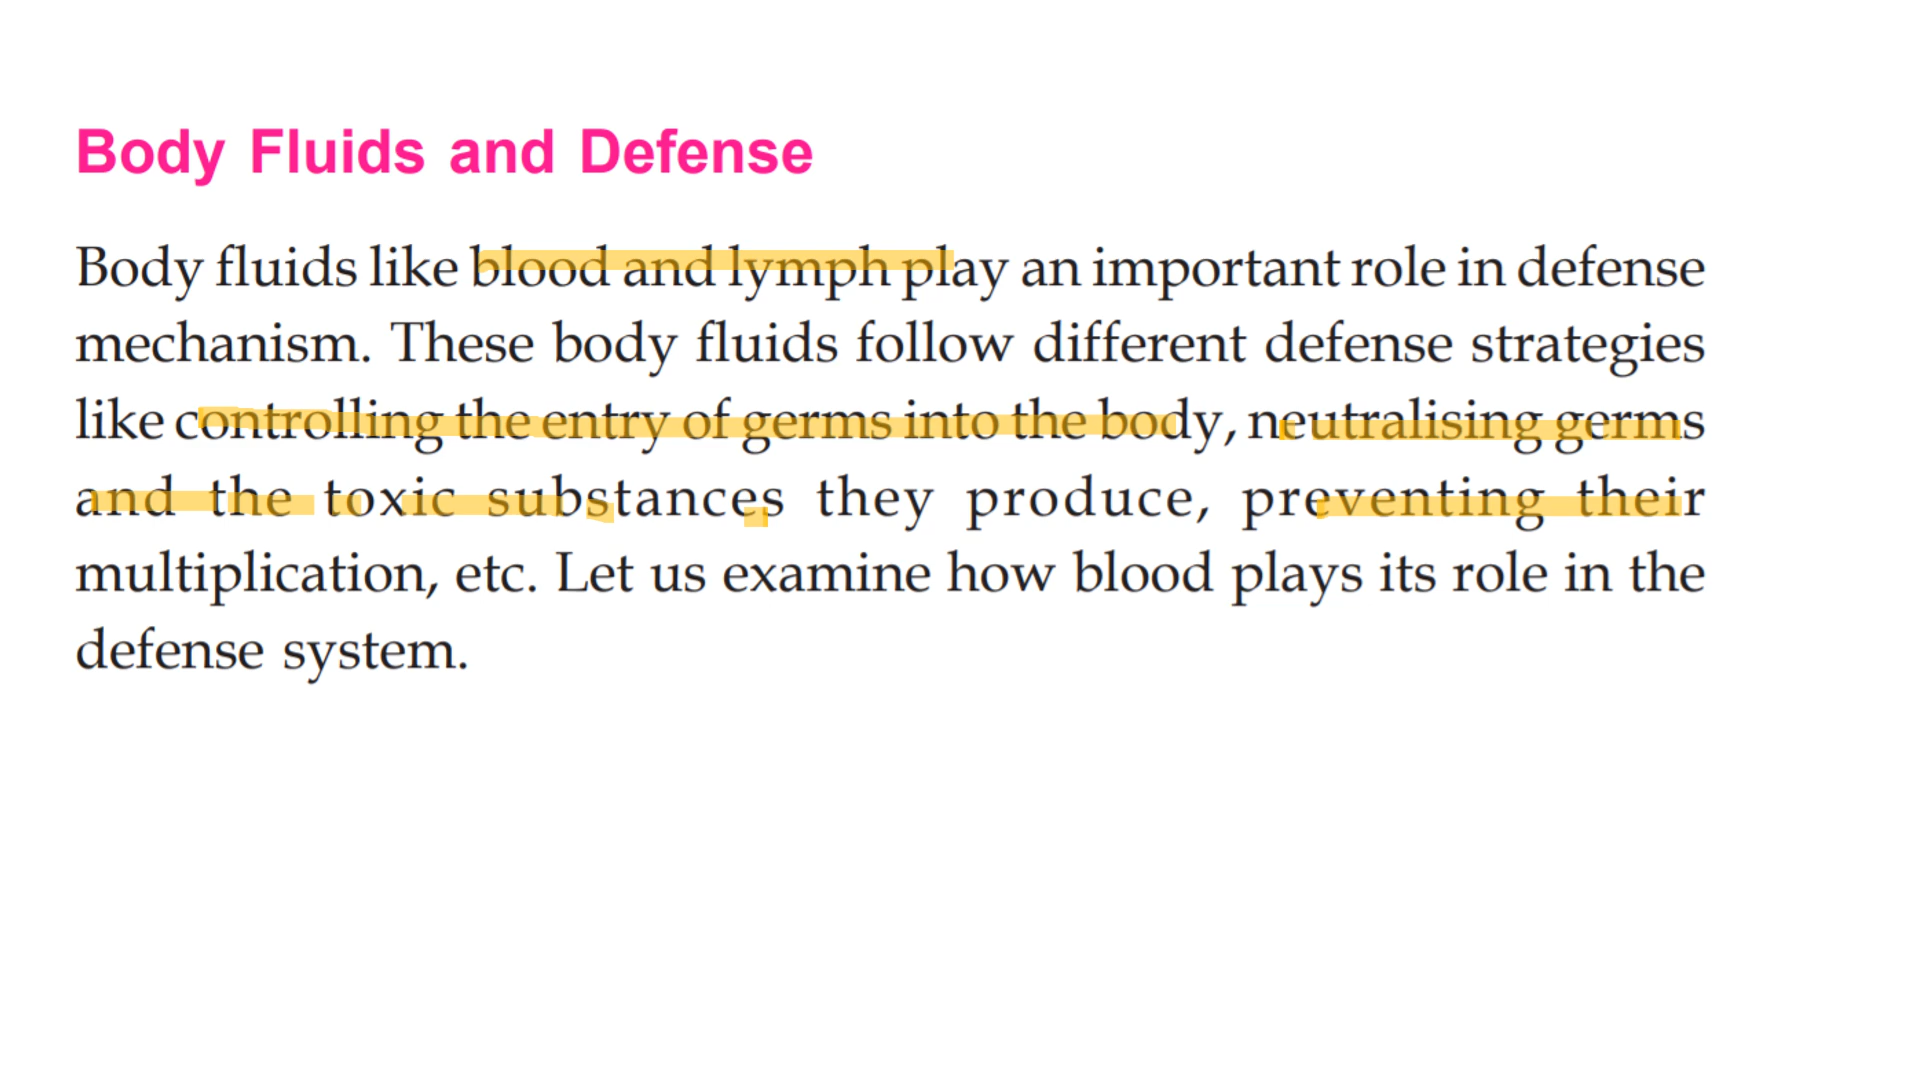 Body Fluids and Defense
Body fluids like blood and lymph play an important role in defense
mechanism. These body fluids follow different defense strategies
like controlling the entry of germs into the body, neutralising germs
and the toxic substances they produce, preventing their
multiplication, etc. Let us examine how blood plays its role in the
defense system.